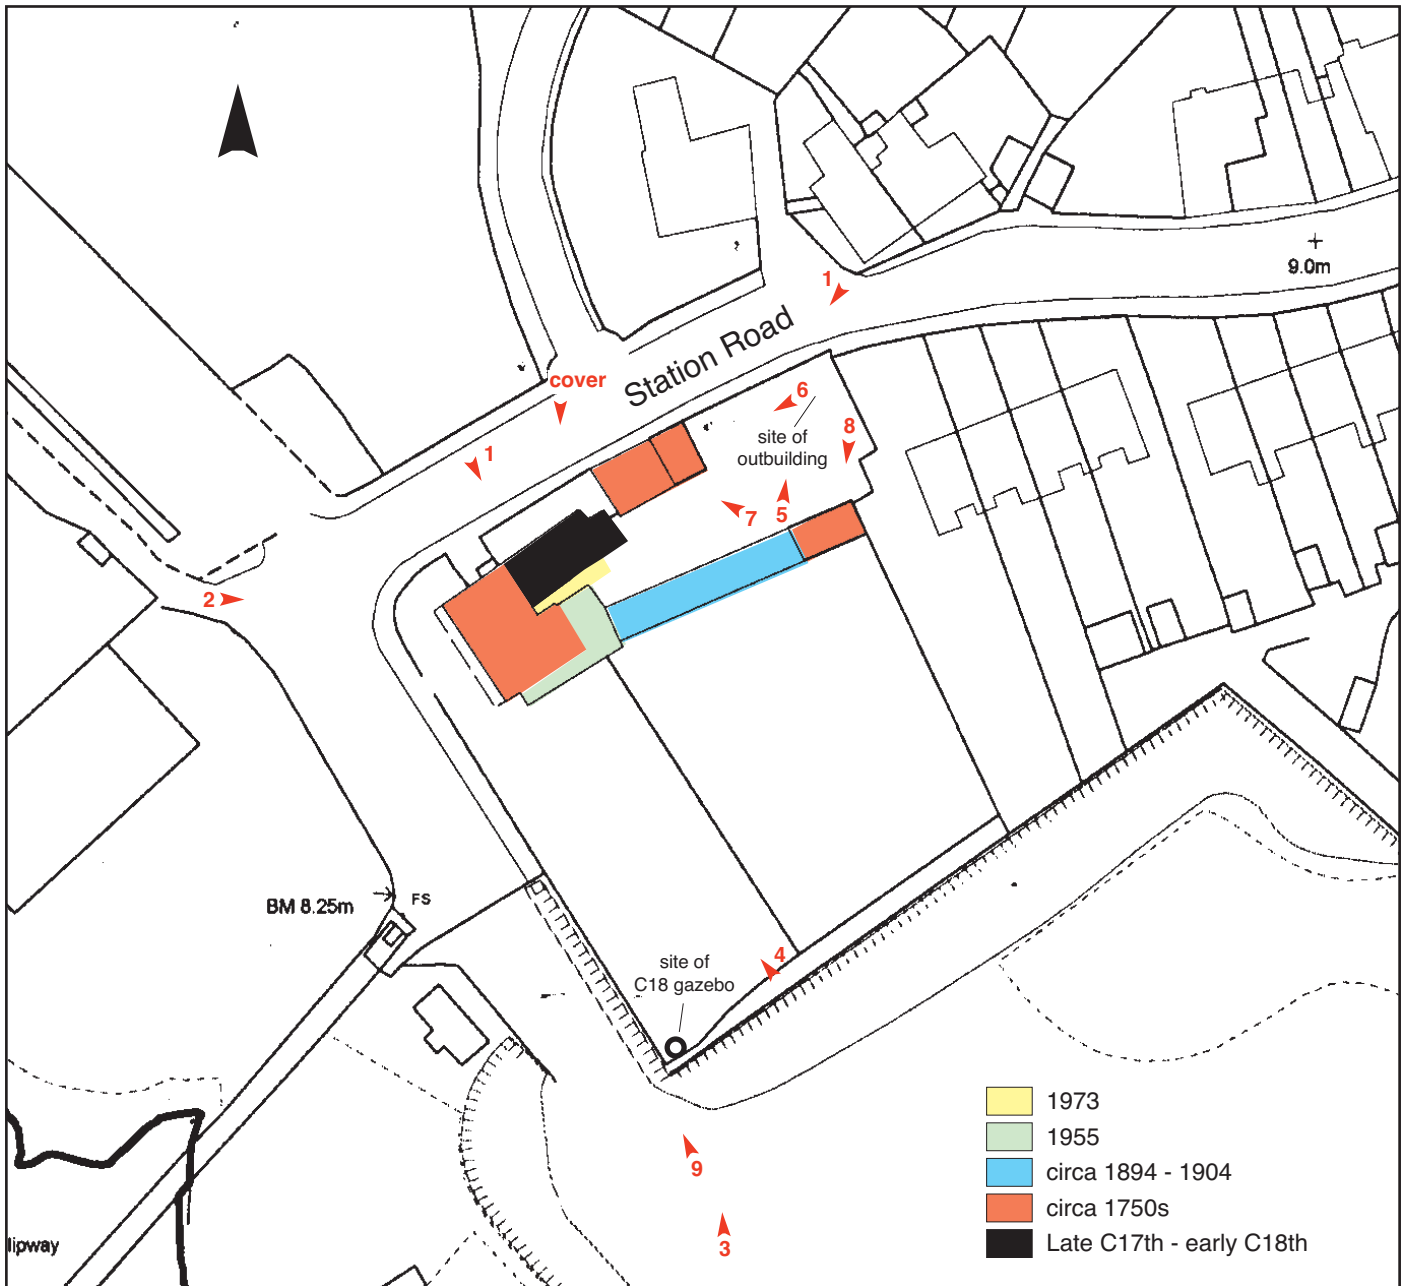 1
9.0m
Station Road
cover
6
8
site of
outbuilding
1
7
5
2
BM 8.25m
FS
4
site of
C18 gazebo
1973
1955
circa 1894 - 1904
circa 1750s
Late C17th - early C18th
9
3
lipway